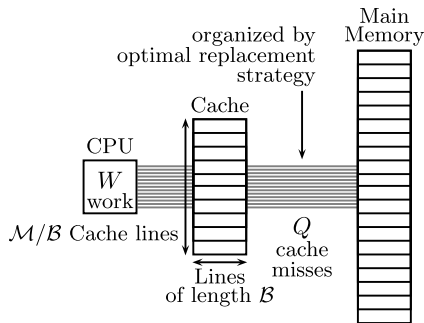 Main
Memory
organized by
optimal replacement
strategy
Cache
CPU
W
work
M/B Cache lines
Q
cache
misses
Lines
of length B